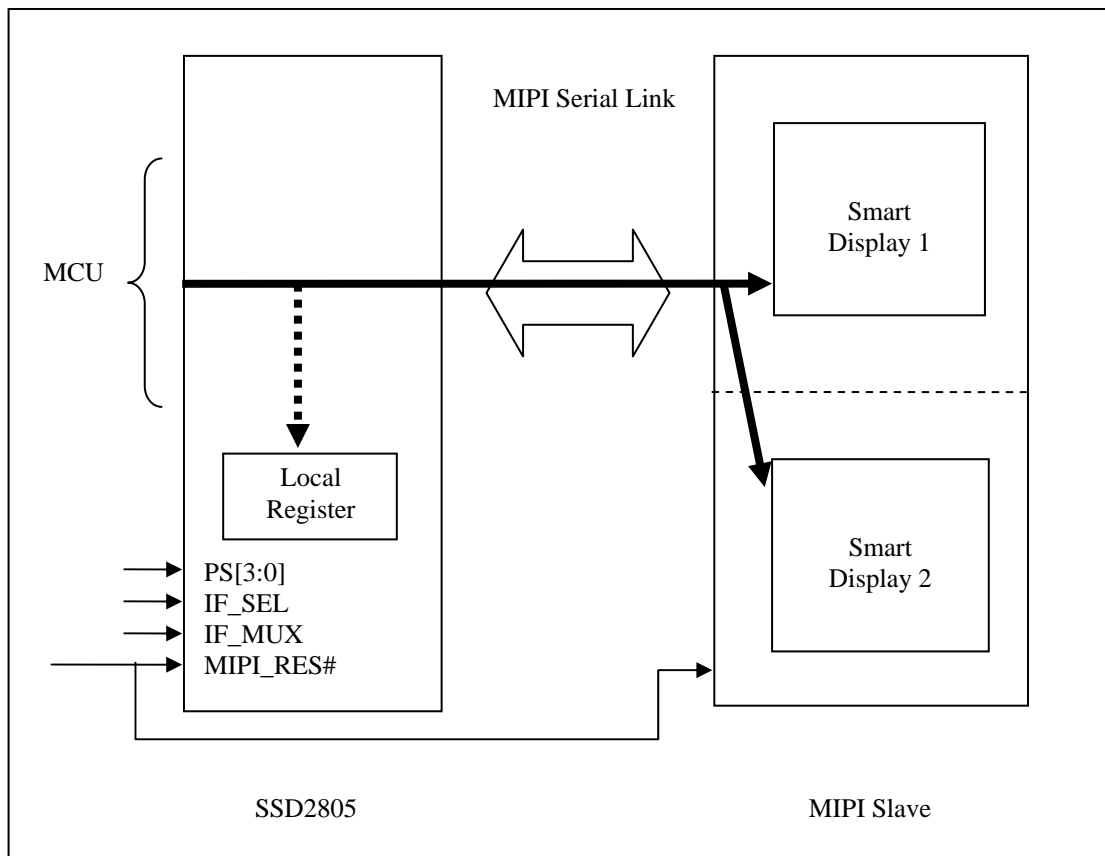 MIPI Serial Link
Smart
Display 1
MCU
Local
Register
Smart
Display 2
PS[3:0]
IF_SEL
IF_MUX
MIPI_RES#
SSD2805
MIPI Slave